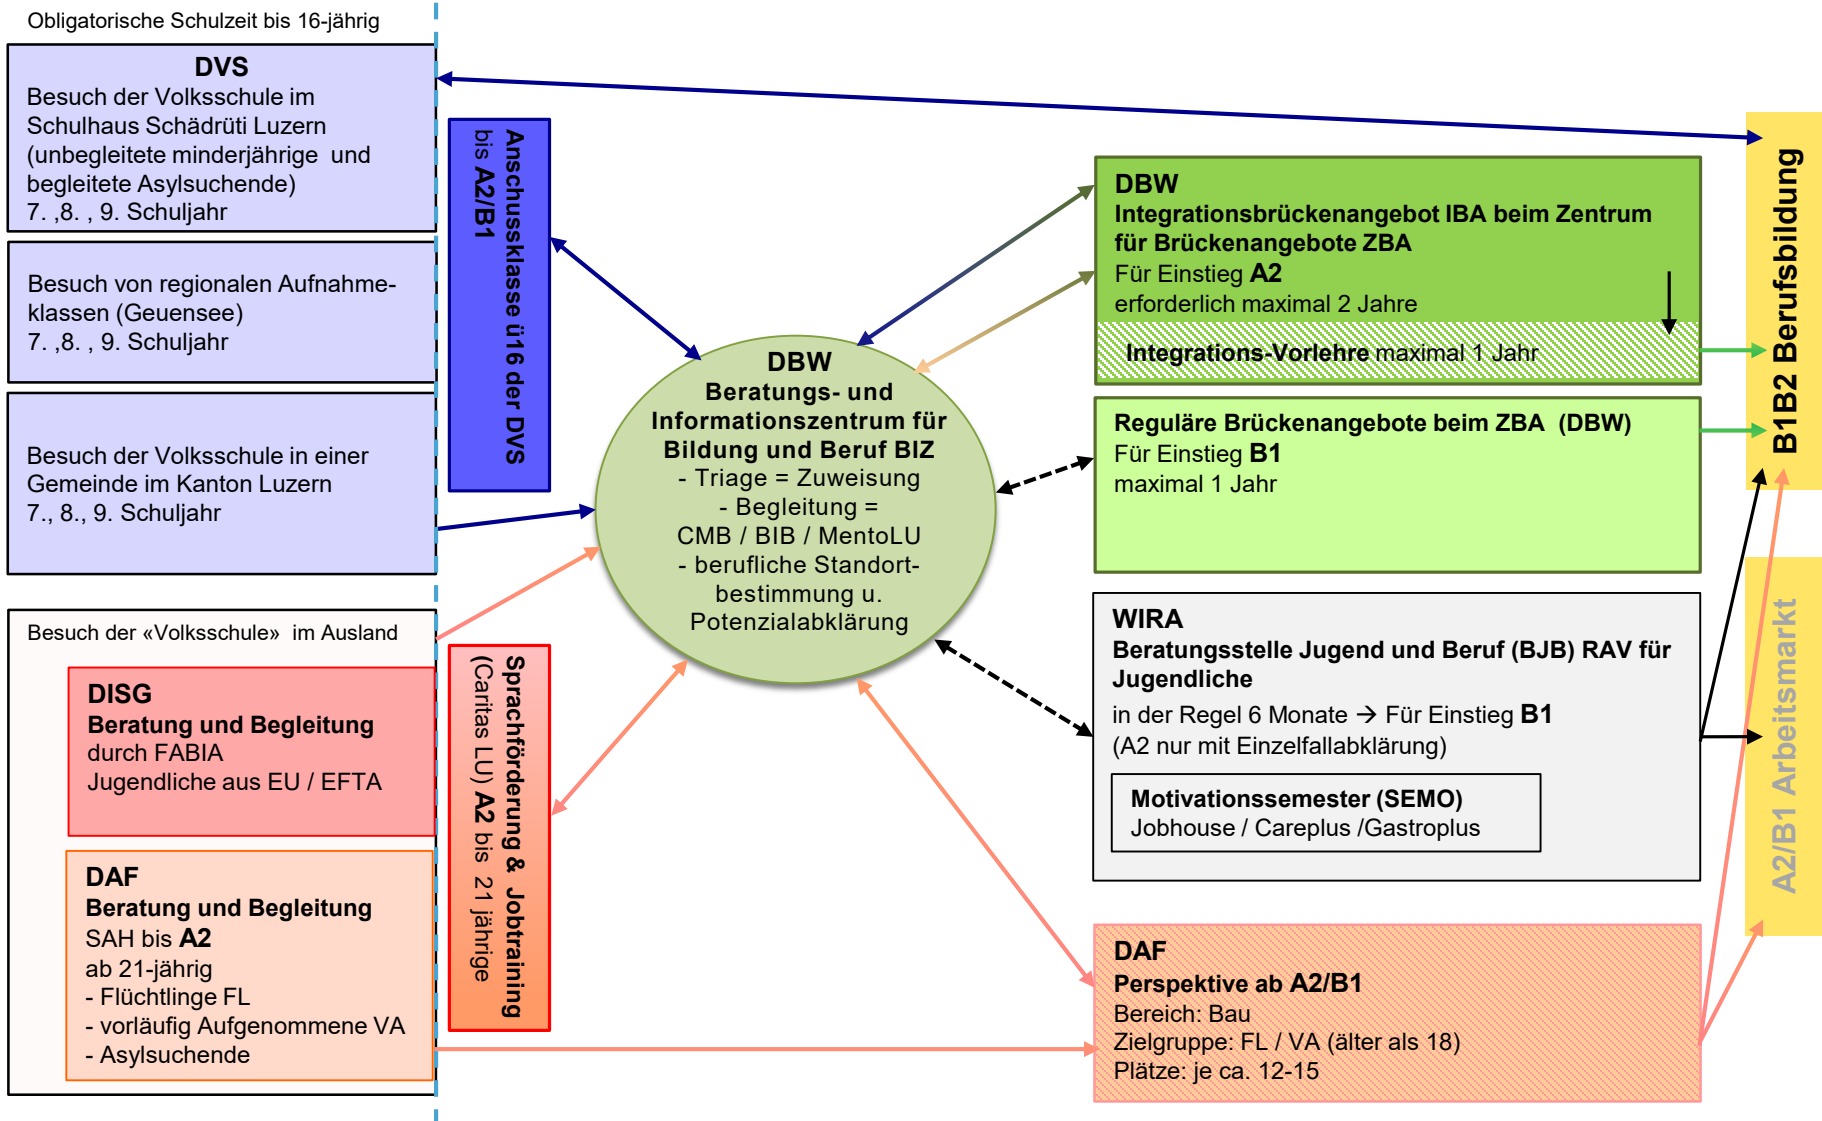 Obligatorische Schulzeit bis 16-jährig
DVS
Besuch der Volksschule im
Schulhaus Schädrüti Luzern
(unbegleitete minderjährige  und
begleitete Asylsuchende)
7. ,8. , 9. Schuljahr
Besuch von regionalen Aufnahme-
klassen (Geuensee)
7. ,8. , 9. Schuljahr
Besuch der Volksschule in einer
Gemeinde im Kanton Luzern
7., 8., 9. Schuljahr
Besuch der «Volksschule»  im Ausland
DISG
Beratung und Begleitung
durch FABIA
Jugendliche aus EU / EFTA
DAF
Beratung und Begleitung
SAH bis A2
ab 21-jährig
- Flüchtlinge FL
- vorläufig Aufgenommene VA
- Asylsuchende
Anschussklasse ü16 der DVS
bis A2/B1
Sprachförderung &  Jobtraining
(Caritas LU) A2 bis  21 jährige
DBW
Beratungs- und
Informationszentrum für
Bildung und Beruf BIZ
- Triage = Zuweisung
- Begleitung =
CMB / BIB / MentoLU
- berufliche Standort-
bestimmung u.
Potenzialabklärung
DBW
Integrationsbrückenangebot IBA beim Zentrum
für Brückenangebote ZBA
Für Einstieg A2
erforderlich maximal 2 Jahre
Integrations-Vorlehre maximal 1 Jahr
Reguläre Brückenangebote beim ZBA  (DBW)
Für Einstieg B1
maximal 1 Jahr
WIRA
Beratungsstelle Jugend und Beruf (BJB) RAV für
Jugendliche
in der Regel 6 Monate → Für Einstieg B1
(A2 nur mit Einzelfallabklärung)
Motivationssemester (SEMO)
Jobhouse / Careplus /Gastroplus
DAF
Perspektive ab A2/B1
Bereich: Bau
Zielgruppe: FL / VA (älter als 18)
Plätze: je ca. 12-15
B1B2 Berufsbildung
A2/B1 Arbeitsmarkt